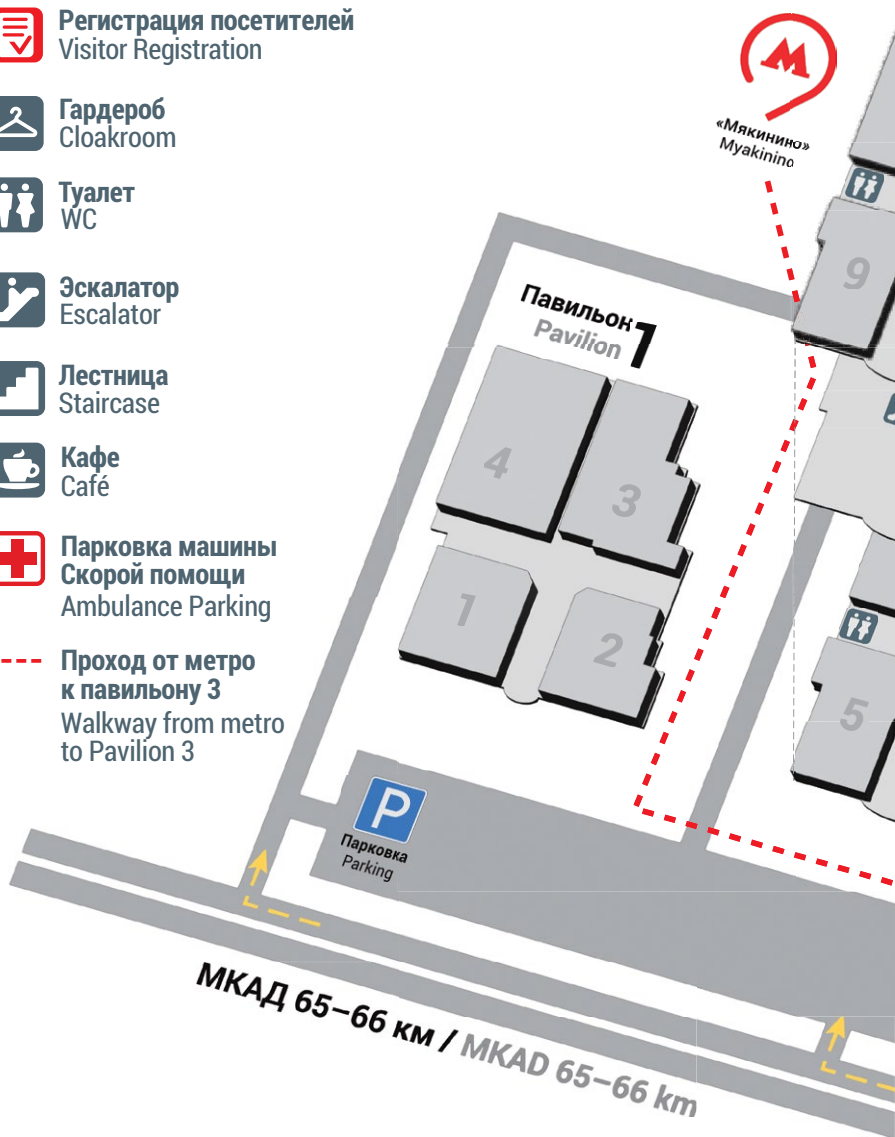 Регистрация посетителей
Visitor Registration
Гардероб
Cloakroom
Туалет
WC
Эскалатор
Escalator
Лестница
Staircase
Кафе
Café
Парковка машины
Скорой помощи
Ambulance Parking
Проход от метро
к павильону 3
Walkway from metro
to Pavilion 3
М
«Мякинино»
Myakinino
Павильон 1
Pavilion
9
4
3
1
2
5
P
Парковка
Parking
МКАД 65–66 км / MKAD 65–66 km